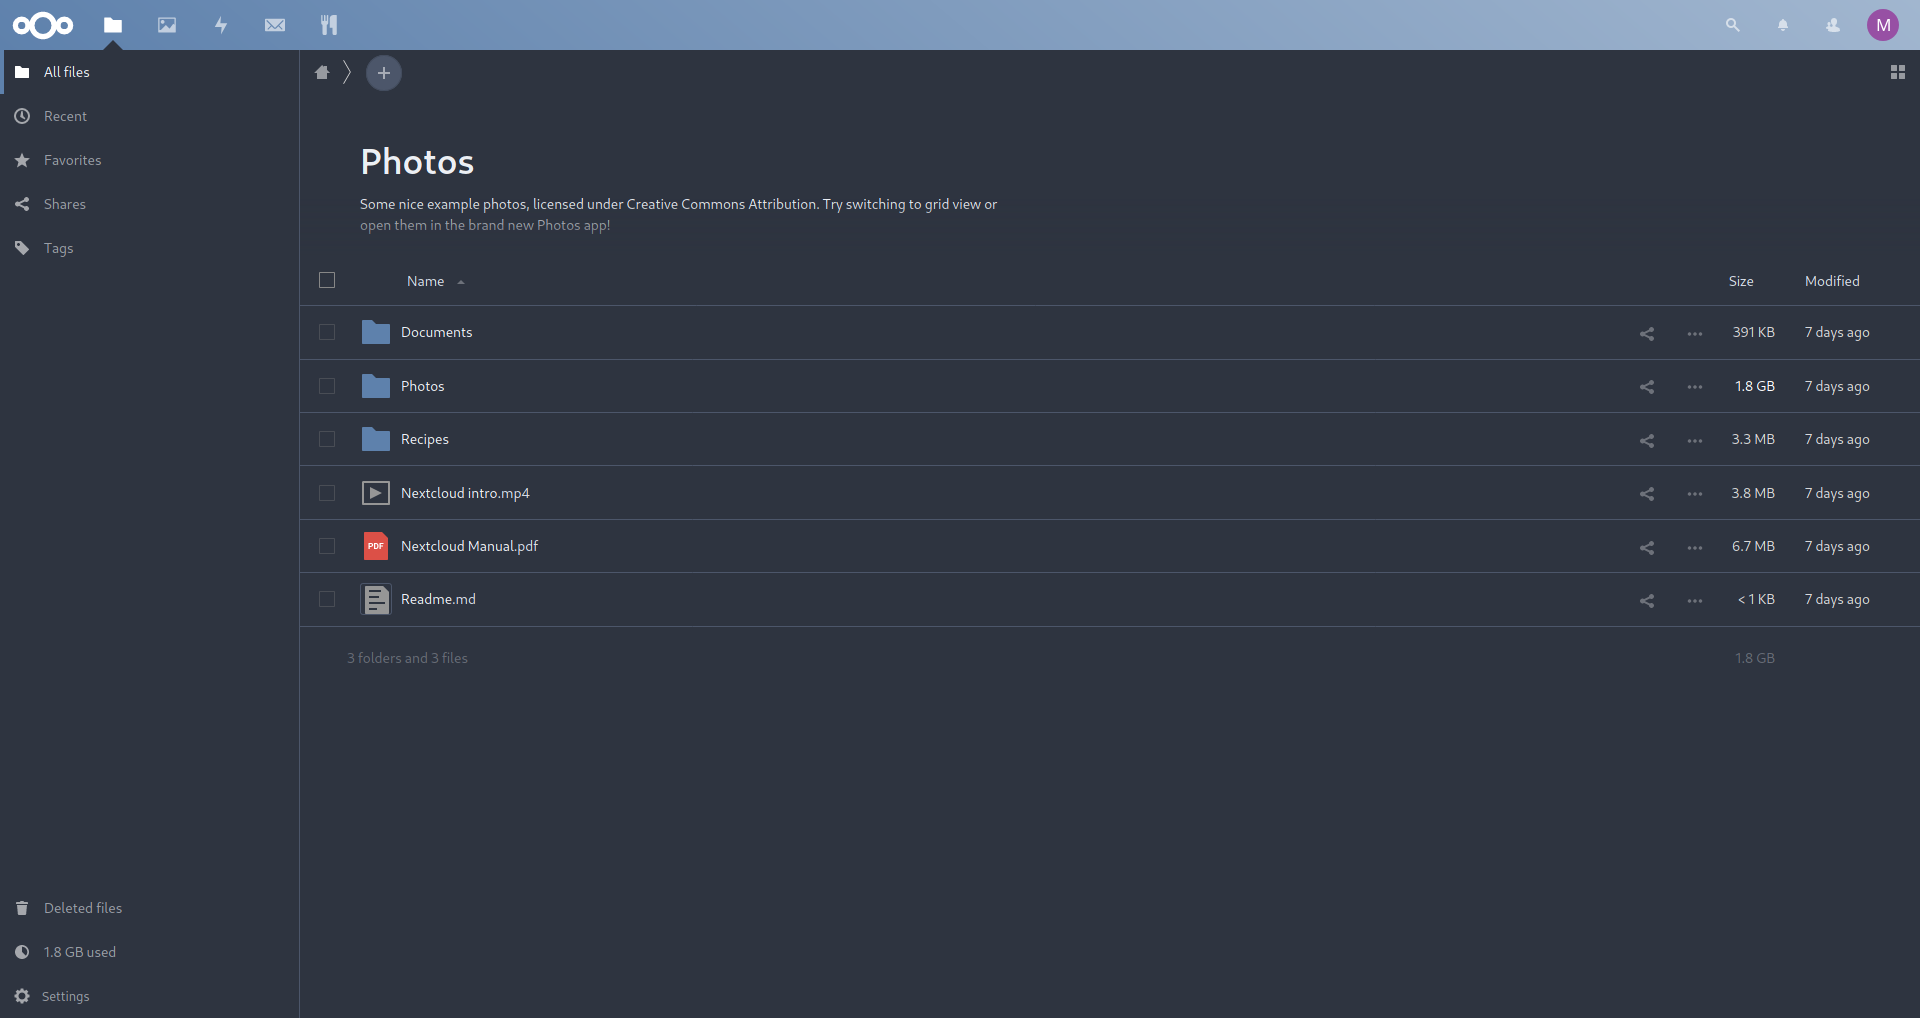 M
All files
Recent
Favorites
Shares
Tags
Photos
Some nice example photos, licensed under Creative Commons Attribution. Try switching to grid view or
open them in the brand new Photos app!
Name Size Modified
Documents 391 KB 7 days ago
Photos 1.8 GB 7 days ago
Recipes 3.3 MB 7 days ago
Nextcloud intro.mp4 3.8 MB 7 days ago
PDF Nextcloud Manual.pdf 6.7 MB 7 days ago
Readme.md < 1 KB 7 days ago
3 folders and 3 files 1.8 GB
Deleted files
1.8 GB used
Settings